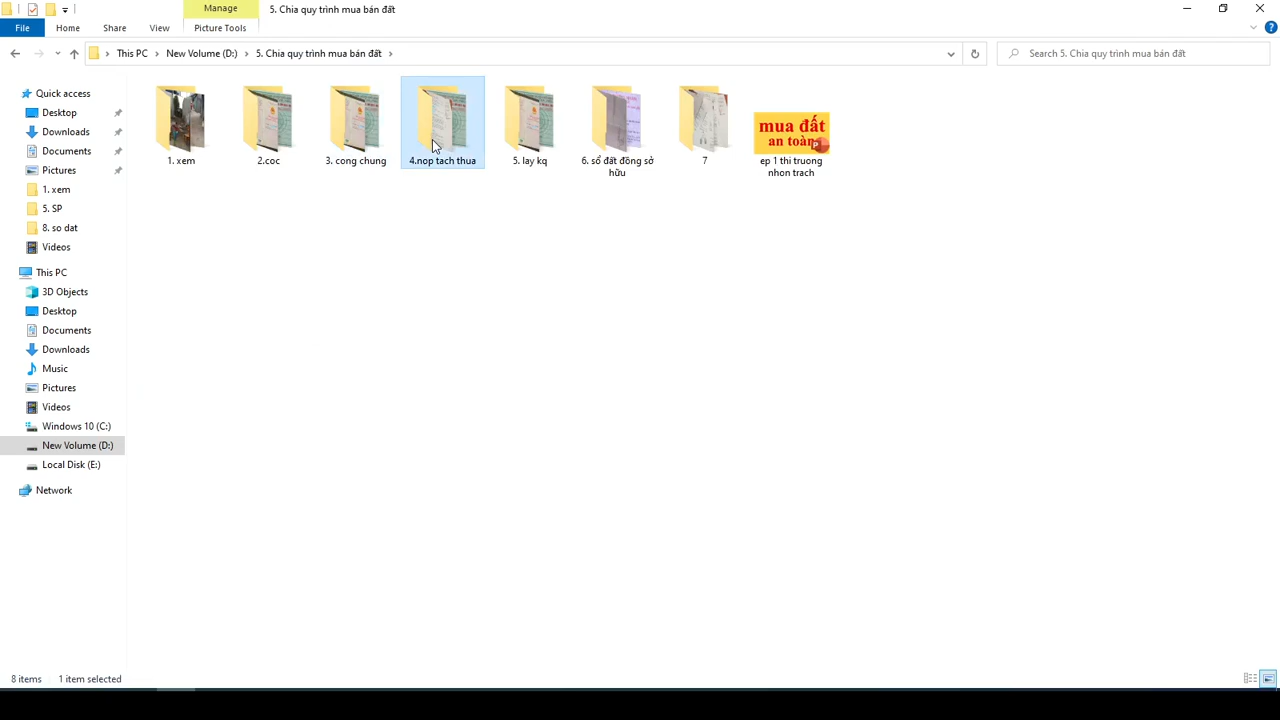 Manage
5. Chia quy trình mua bán đất
File
Home
Share
View
Picture Tools
This PC
New Volume (D:)
5. Chia quy trình mua bán đất
Search 5. Chia quy trình mua bán đất
Quick access
Desktop
Downloads
Documents
Pictures
1. xem
5. SP
8. so dat
Videos
This PC
3D Objects
Desktop
Documents
Downloads
Music
Pictures
Videos
Windows 10 (C:)
New Volume (D:)
Local Disk (E:)
Network
1. xem
2.coc
3. cong chung
4.nop tach thua
5. lay kq
6. sổ đất đồng sở
hữu
7
mua đất
an toàn
ep 1 thi truong
nhon trach
8 items
1 item selected